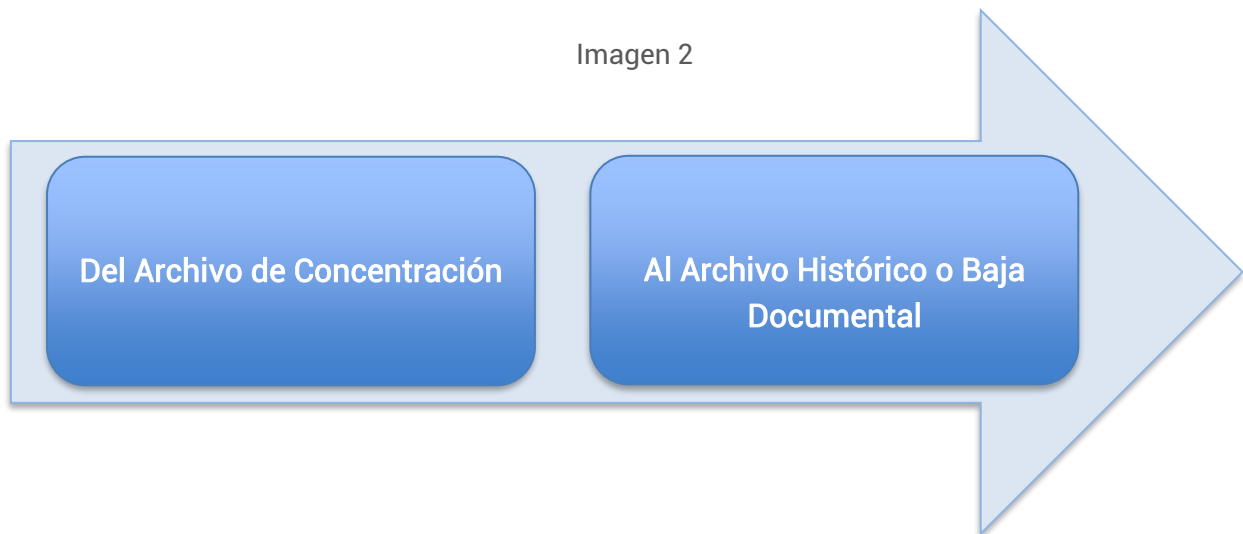 Imagen 2
Del Archivo de Concentración
Al Archivo Histórico o Baja
Documental